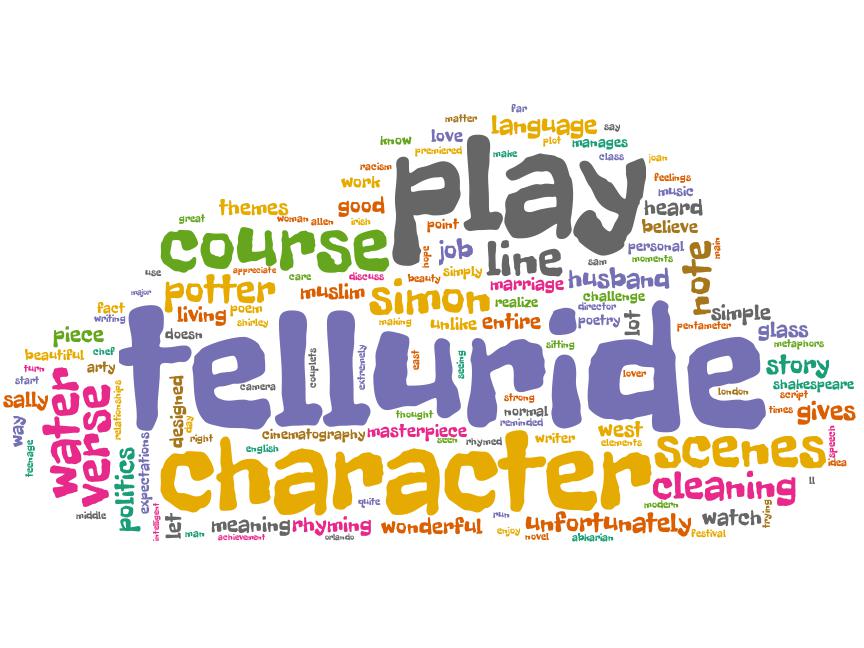 far
matter
language
say
know
love
plot
manages
premiered
make
class
joan
play
racism
feelings
work
music
themes
good
heard
great
woman
allen
irish
point
believe
course
job
line
personal
note
main
hope
moments
sam
use
appreciate
care
discuss
beauty
simply
marriage
husband
major
potter
muslim
simon
realize
challenge
fact
living
poem
director
lot
simple
writing
shirley
making
unlike
entire
poetry
pentameter
glass
piece
doesn
telluride
metaphors
beautiful
chef
couplets
extremely
east
seeing
sitting
turn
arty
lover
story
start
camera
london
shakespeare
sally
water
verse
relationships
designed
day
strong
script
thought
normal
times
gives
way
right
cinematography
masterpiece
reminded
west
speech
teenage
politics
expectations
english
seen
rhymed
writer
elements
scenes
idea
character
cleaning
ll
middle
intelligent
let
quite
modern
man
meaning
rhyming
wonderful
run
unfortunately
watch
trying
achievement
orlando
enjoy
novel
abkarian
festival